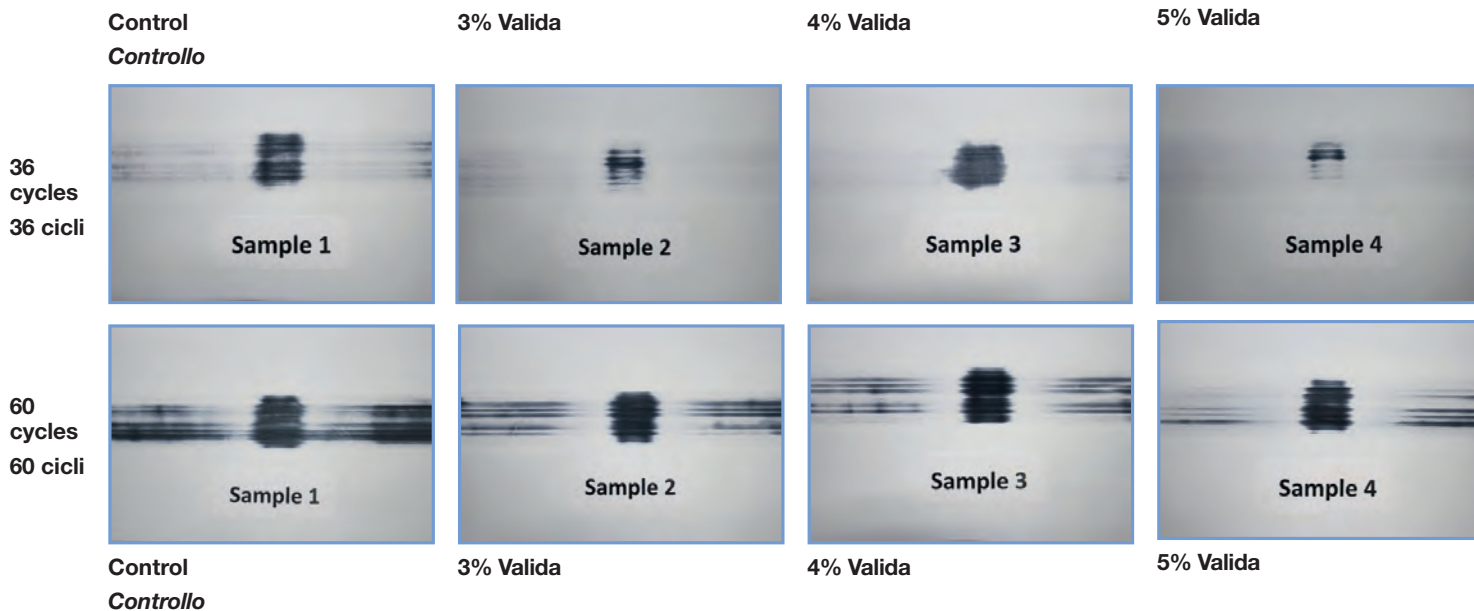 Control
Controllo
3% Valida
4% Valida
5% Valida
36
cycles
36 cicli
Sample 1
Sample 2
Sample 3
Sample 4
60
cycles
60 cicli
Sample 1
Sample 2
Sample 3
Sample 4
Control
Controllo
3% Valida
4% Valida
5% Valida